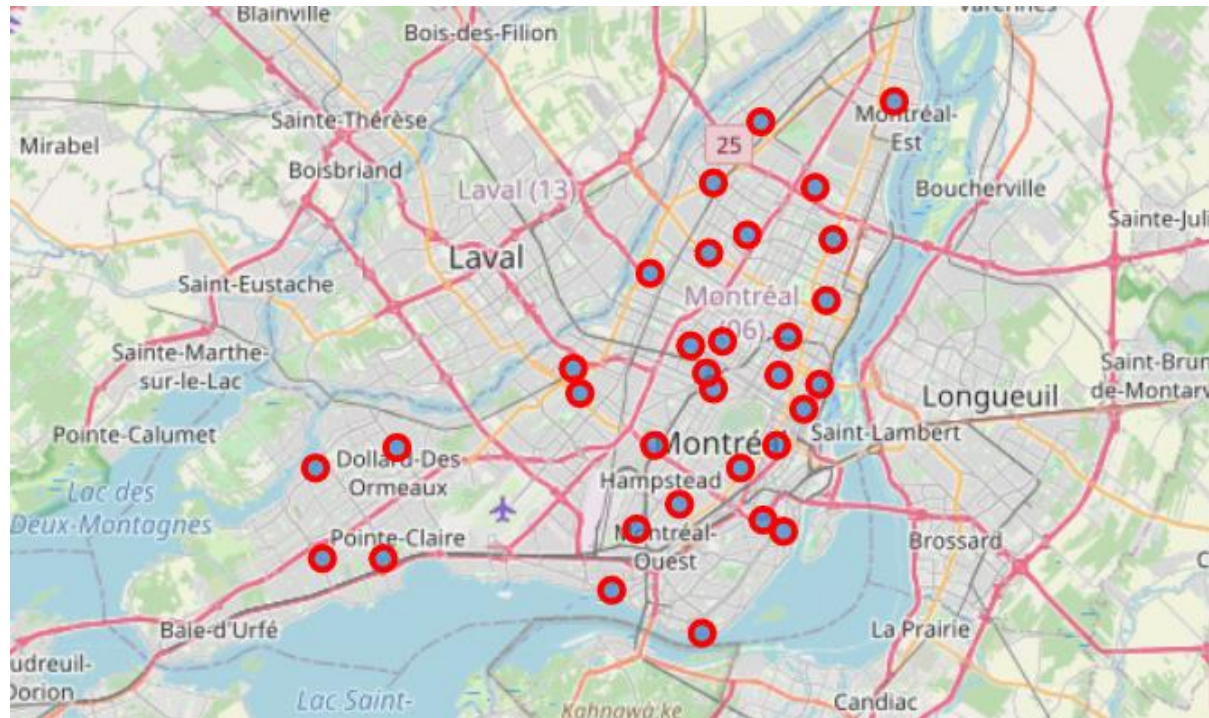 Blainville
Bois-des-Filion
Varennes
Sainte-Thérèse
Montréal-
Est
Mirabel
25
Boisbriand
Laval (13)
Boucherville
Sainte-Juli
Laval
Saint-Eustache
Montréal
(06)
Sainte-Marthe-
sur-le-Lac
Saint-Brun
de-Montarv
Longueuil
Pointe-Calumet
Montré
Saint-Lambert
Dollard-Des-
Ormeaux
Hampstead
Lac des
Deux-Montagnes
Pointe-Claire
Montréal-
Ouest
Brossard
C
Baie-d'Urfé
La Prairie
udreuil-
Dorion
Lac Saint-
Kahnawà:ke
Candiac